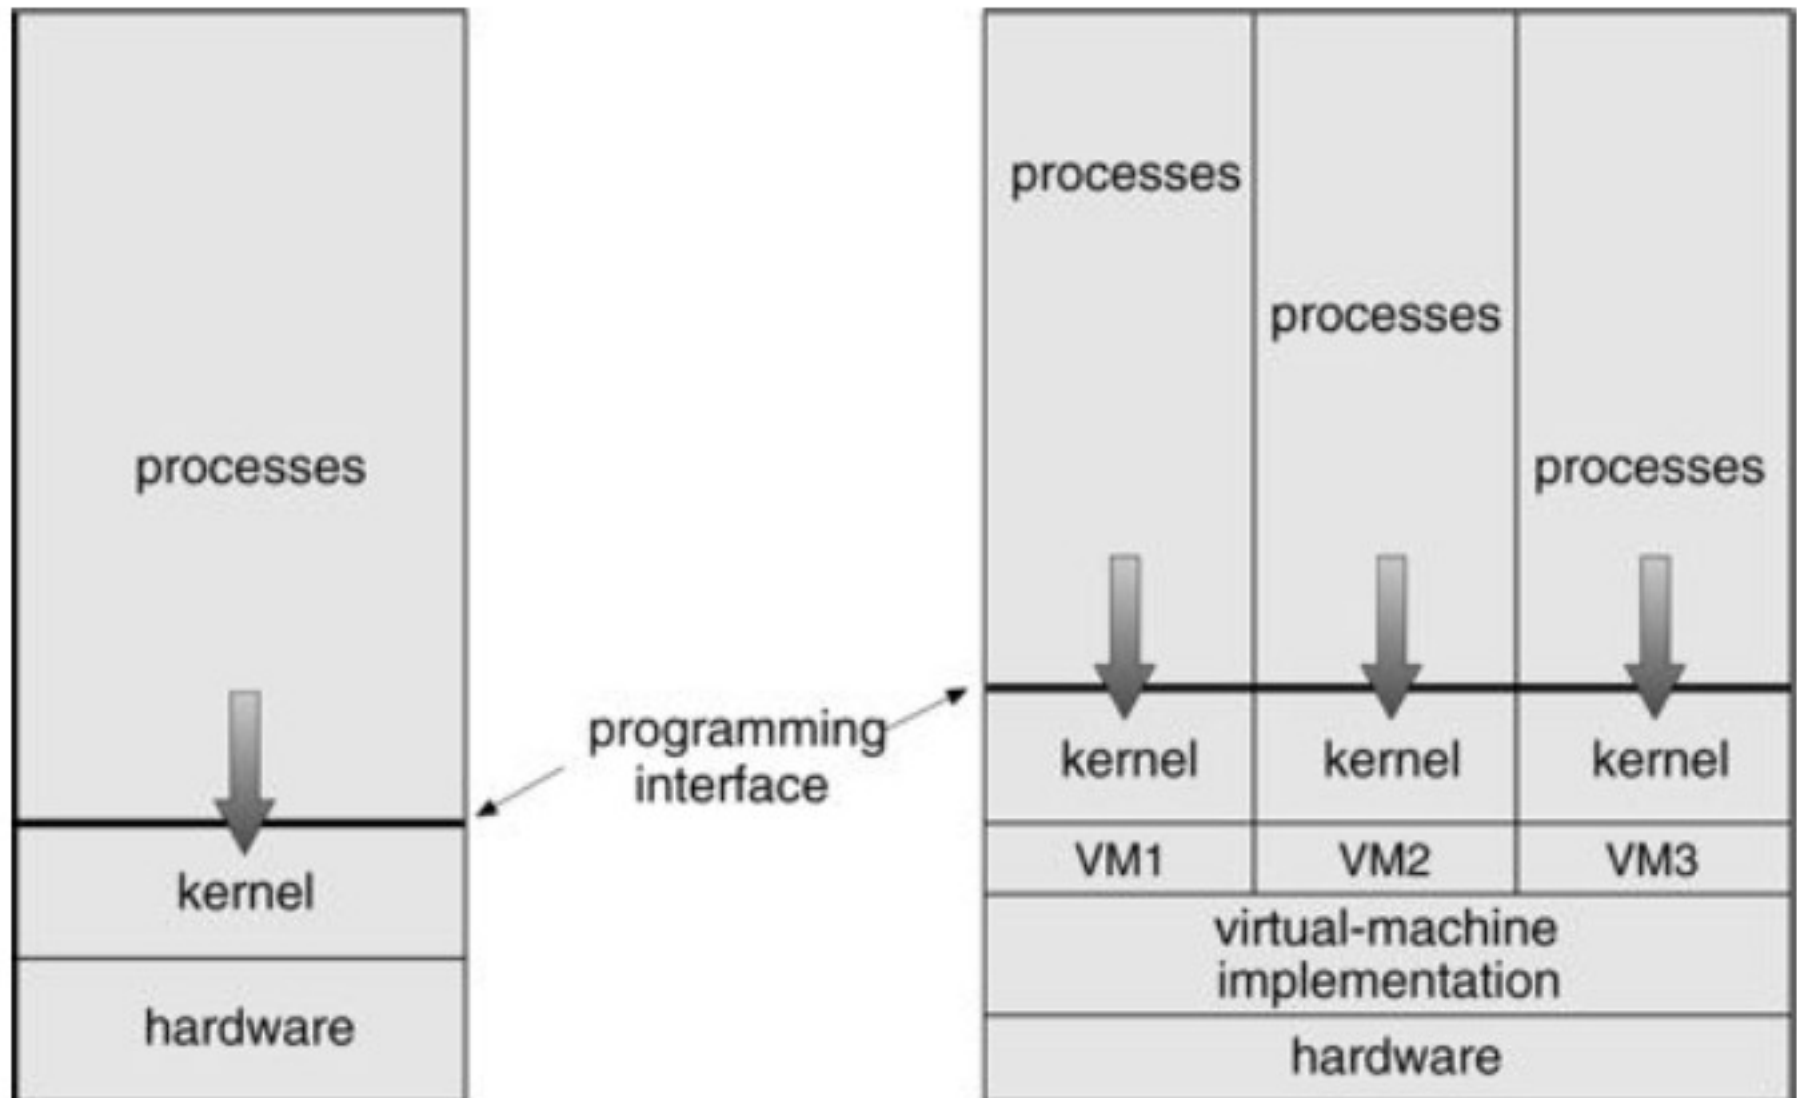 processes
kernel
hardware
programming
interface
processes
processes
processes
kernel
kernel
kernel
VM1
VM2
VM3
virtual-machine
implementation
hardware